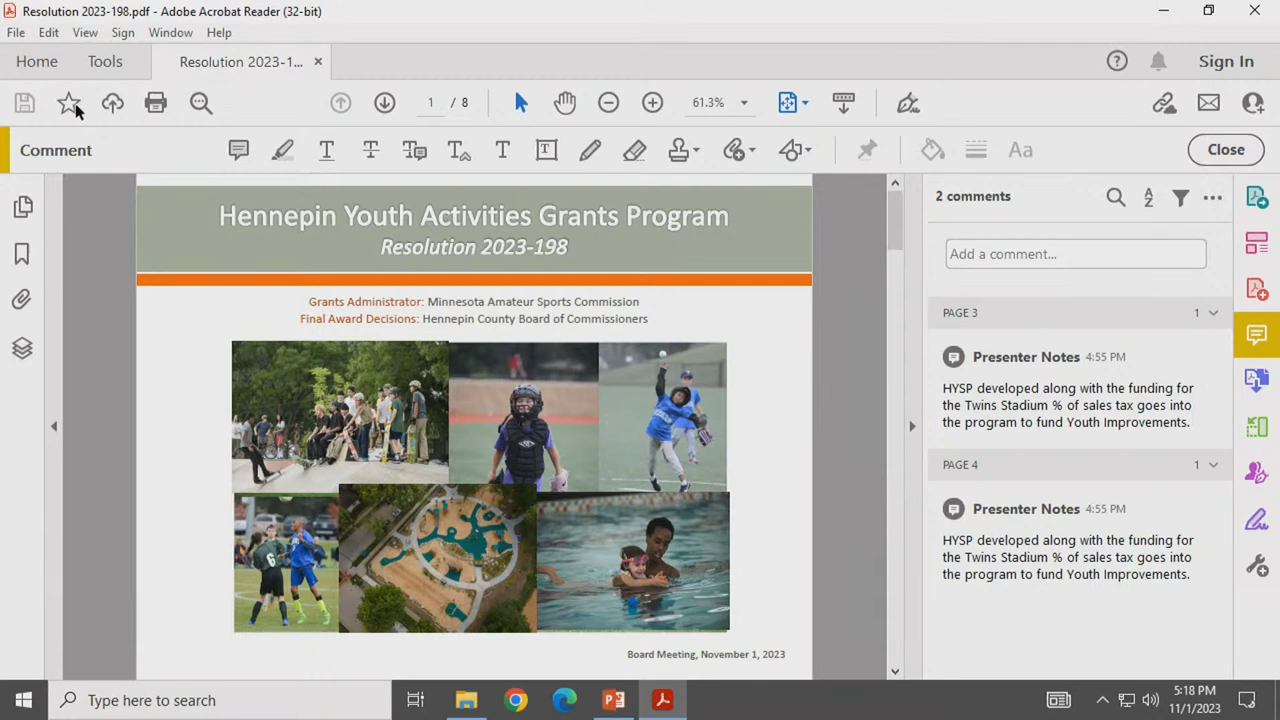 Resolution 2023-198.pdf - Adobe Acrobat Reader (32-bit)
File Edit View Sign Window Help
Home Tools Resolution 2023-1... × Sign In
1 / 8 61.3%
Comment Close
Hennepin Youth Activities Grants Program
Resolution 2023-198
Grants Administrator: Minnesota Amateur Sports Commission
Final Award Decisions: Hennepin County Board of Commissioners
6
Board Meeting, November 1, 2023
2 comments
Add a comment...
PAGE 3 1
Presenter Notes 4:55 PM
HYSP developed along with the funding for
the Twins Stadium % of sales tax goes into
the program to fund Youth Improvements.
PAGE 4 1
Presenter Notes 4:55 PM
HYSP developed along with the funding for
the Twins Stadium % of sales tax goes into
the program to fund Youth Improvements.
Type here to search
5:18 PM
11/1/2023